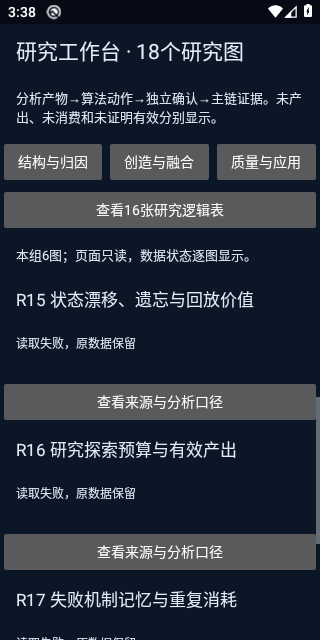 3:38
研究工作台 · 18个研究图
分析产物→算法动作→独立确认→主链证据。未产
出、未消费和未证明有效分别显示。
结构与归因 创造与融合 质量与应用
查看16张研究逻辑表
本组6图；页面只读，数据状态逐图显示。
R15 状态漂移、遗忘与回放价值
读取失败，原数据保留
查看来源与分析口径
R16 研究探索预算与有效产出
读取失败，原数据保留
查看来源与分析口径
R17 失败机制记忆与重复消耗